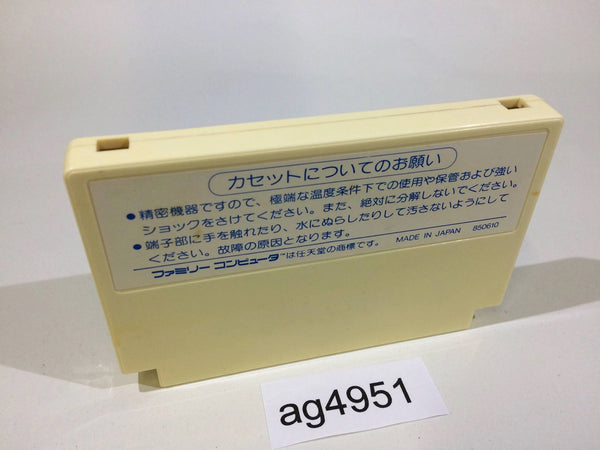 カセットについてのお願い
●精密機器ですので、極端な温度条件下での使用や保管および強い
ショックをさけてください。また、絶対に分解しないでください。
●端子部に手を触れたり、水にぬらしたりして汚さないようにして
ください。故障の原因となります。
ファミリーコンピュータ™は任天堂の商標です。 MADE IN JAPAN 850610
ag4951